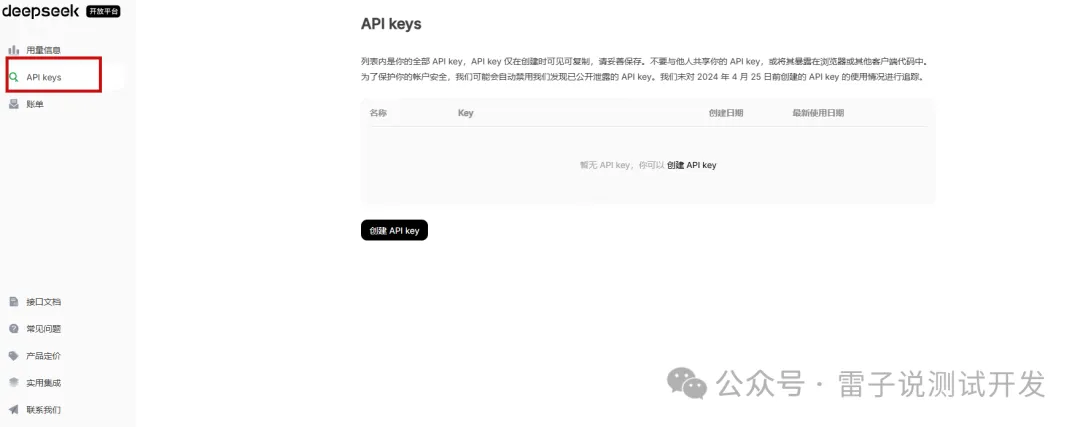 deepseek 开放平台
用量信息
API keys
账单
接口文档
常见问题
产品定价
实用集成
联系我们
API keys
列表内是你的全部 API key，API key 仅在创建时可见可复制，请妥善保存。不要与他人共享你的 API key，或将其暴露在浏览器或其他客户端代码中。
为了保护你的帐户安全，我们可能会自动禁用我们发现已公开泄露的 API key。我们未对 2024 年 4 月 25 日前创建的 API key 的使用情况进行追踪。
名称 Key 创建日期 最新使用日期
暂无 API key，你可以 创建 API key
创建 API key
公众号 · 雷子说测试开发